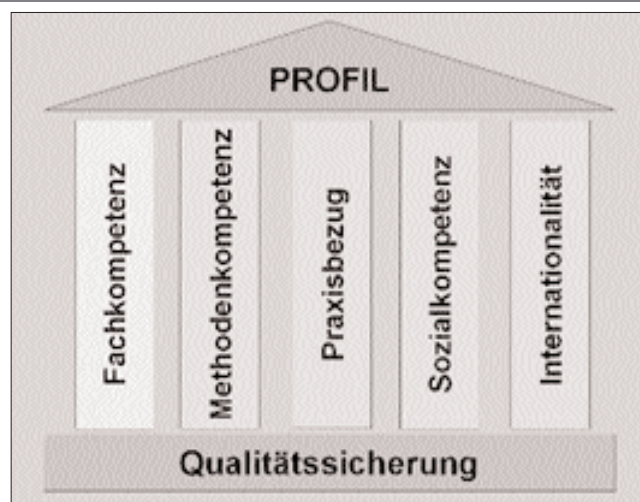 PROFIL
Fachkompetenz
Methodenkompetenz
Praxisbezug
Sozialkompetenz
Internationalität
Qualitätssicherung